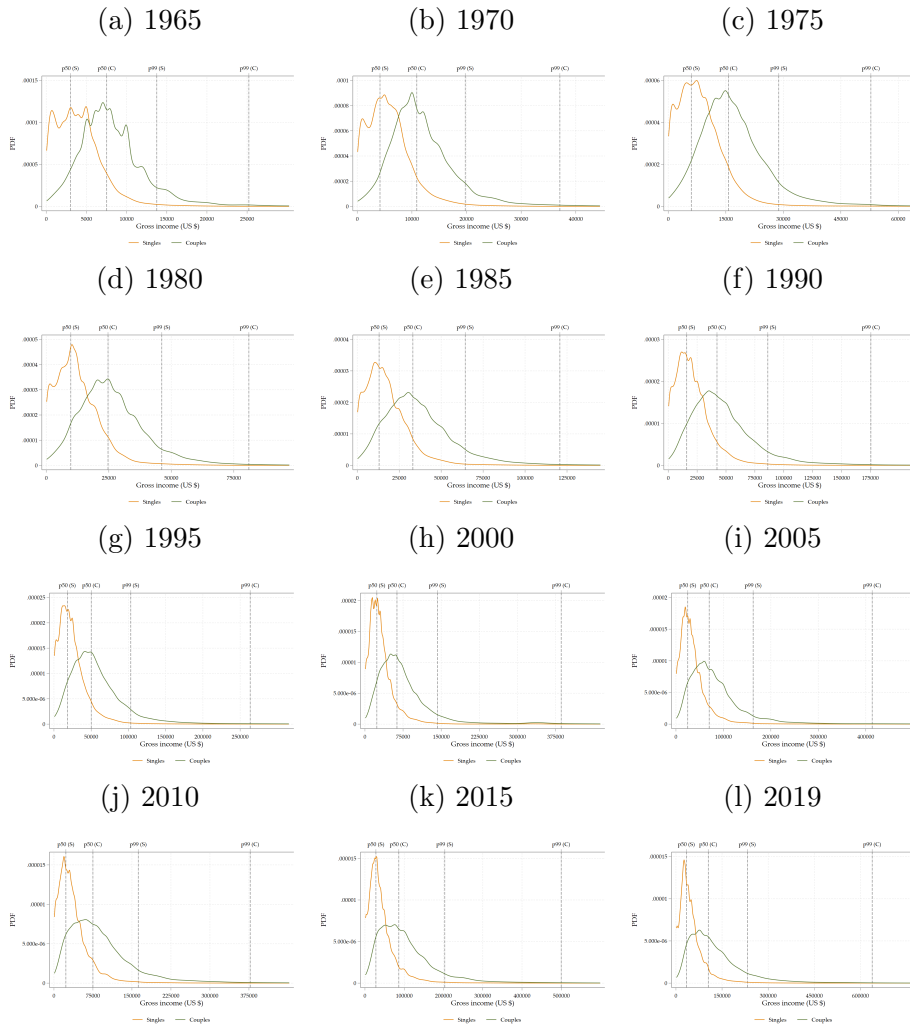 (a) 1965
(b) 1970
(c) 1975
p50 (S) p50 (C) p99 (S) p99 (C)
p50 (S) p50 (C) p99 (S) p99 (C)
p50 (S) p50 (C) p99 (S) p99 (C)
PDF
.00015
.0001
.00005
0
0 5000 10000 15000 20000 25000
Gross income (US $)
Singles Couples
PDF
.0001
.00008
.00006
.00004
.00002
0
0 10000 20000 30000 40000
Gross income (US $)
Singles Couples
PDF
.00006
.00004
.00002
0
0 15000 30000 45000 60000
Gross income (US $)
Singles Couples
(d) 1980
(e) 1985
(f) 1990
p50 (S) p50 (C) p99 (S) p99 (C)
p50 (S) p50 (C) p99 (S) p99 (C)
p50 (S) p50 (C) p99 (S) p99 (C)
PDF
.00005
.00004
.00003
.00002
.00001
0
0 25000 50000 75000
Gross income (US $)
Singles Couples
PDF
.00004
.00003
.00002
.00001
0
0 25000 50000 75000 100000 125000
Gross income (US $)
Singles Couples
PDF
.00003
.00002
.00001
0
0 25000 50000 75000 100000 125000 150000 175000
Gross income (US $)
Singles Couples
(g) 1995
(h) 2000
(i) 2005
p50 (S) p50 (C) p99 (S) p99 (C)
p50 (S) p50 (C) p99 (S) p99 (C)
p50 (S) p50 (C) p99 (S) p99 (C)
PDF
.000025
.00002
.000015
.00001
5.000e-06
0
0 50000 100000 150000 200000 250000
Gross income (US $)
Singles Couples
PDF
.00002
.000015
.00001
5.000e-06
0
0 75000 150000 225000 300000 375000
Gross income (US $)
Singles Couples
PDF
.00002
.000015
.00001
5.000e-06
0
0 100000 200000 300000 400000
Gross income (US $)
Singles Couples
(j) 2010
(k) 2015
(l) 2019
p50 (S) p50 (C) p99 (S) p99 (C)
p50 (S) p50 (C) p99 (S) p99 (C)
p50 (S) p50 (C) p99 (S) p99 (C)
PDF
.000015
.00001
5.000e-06
0
0 75000 150000 225000 300000 375000
Gross income (US $)
Singles Couples
PDF
.000015
.00001
5.000e-06
0
0 100000 200000 300000 400000 500000
Gross income (US $)
Singles Couples
PDF
.000015
.00001
5.000e-06
0
0 150000 300000 450000 600000
Gross income (US $)
Singles Couples